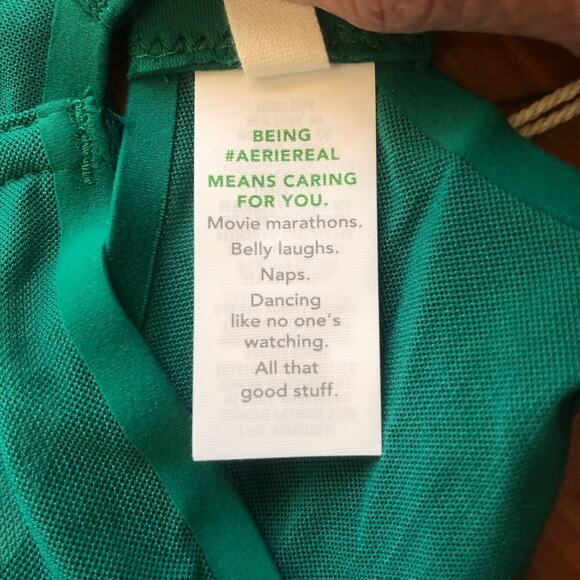 BEING
#AERIEREAL
MEANS CARING
FOR YOU.
Movie marathons.
Belly laughs.
Naps.
Dancing
like no one's
watching.
All that
good stuff.